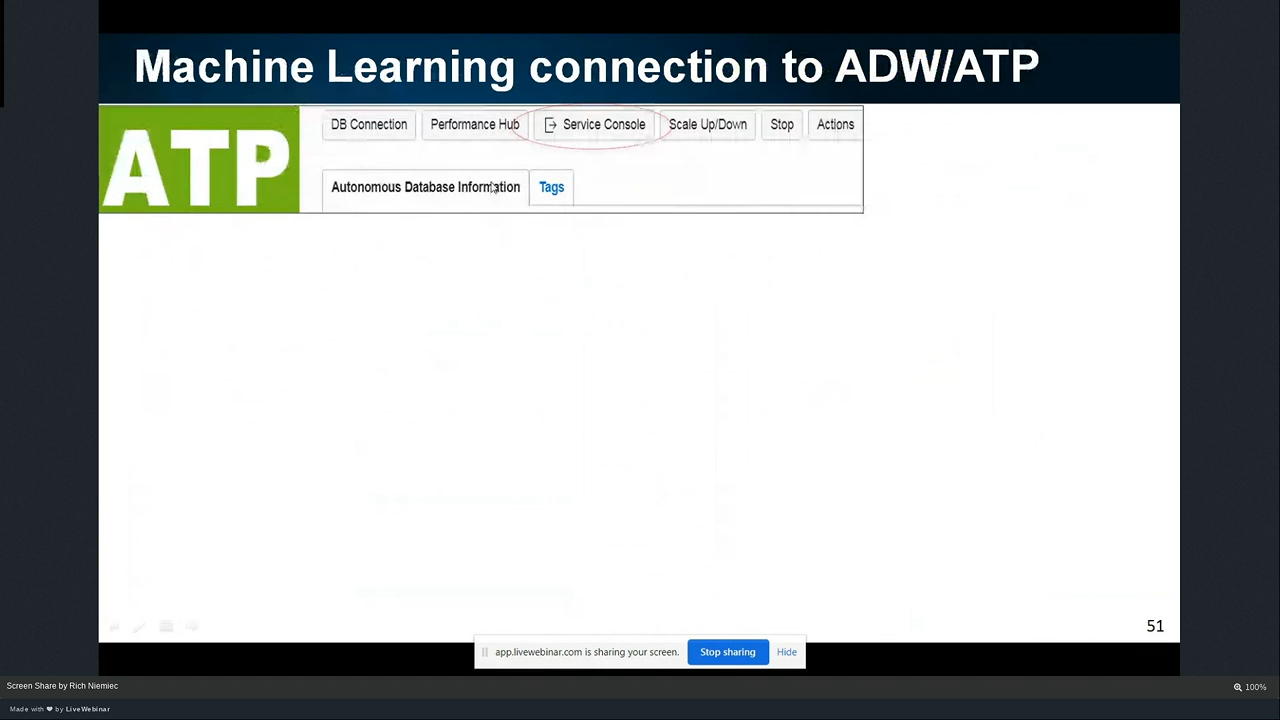 Machine Learning connection to ADW/ATP
ATP
DB Connection Performance Hub Service Console Scale Up/Down Stop Actions
Autonomous Database Information Tags
51
app.livewebinar.com is sharing your screen. Stop sharing Hide
Screen Share by Rich Niemiec
100%
Made with ❤ by LiveWebinar